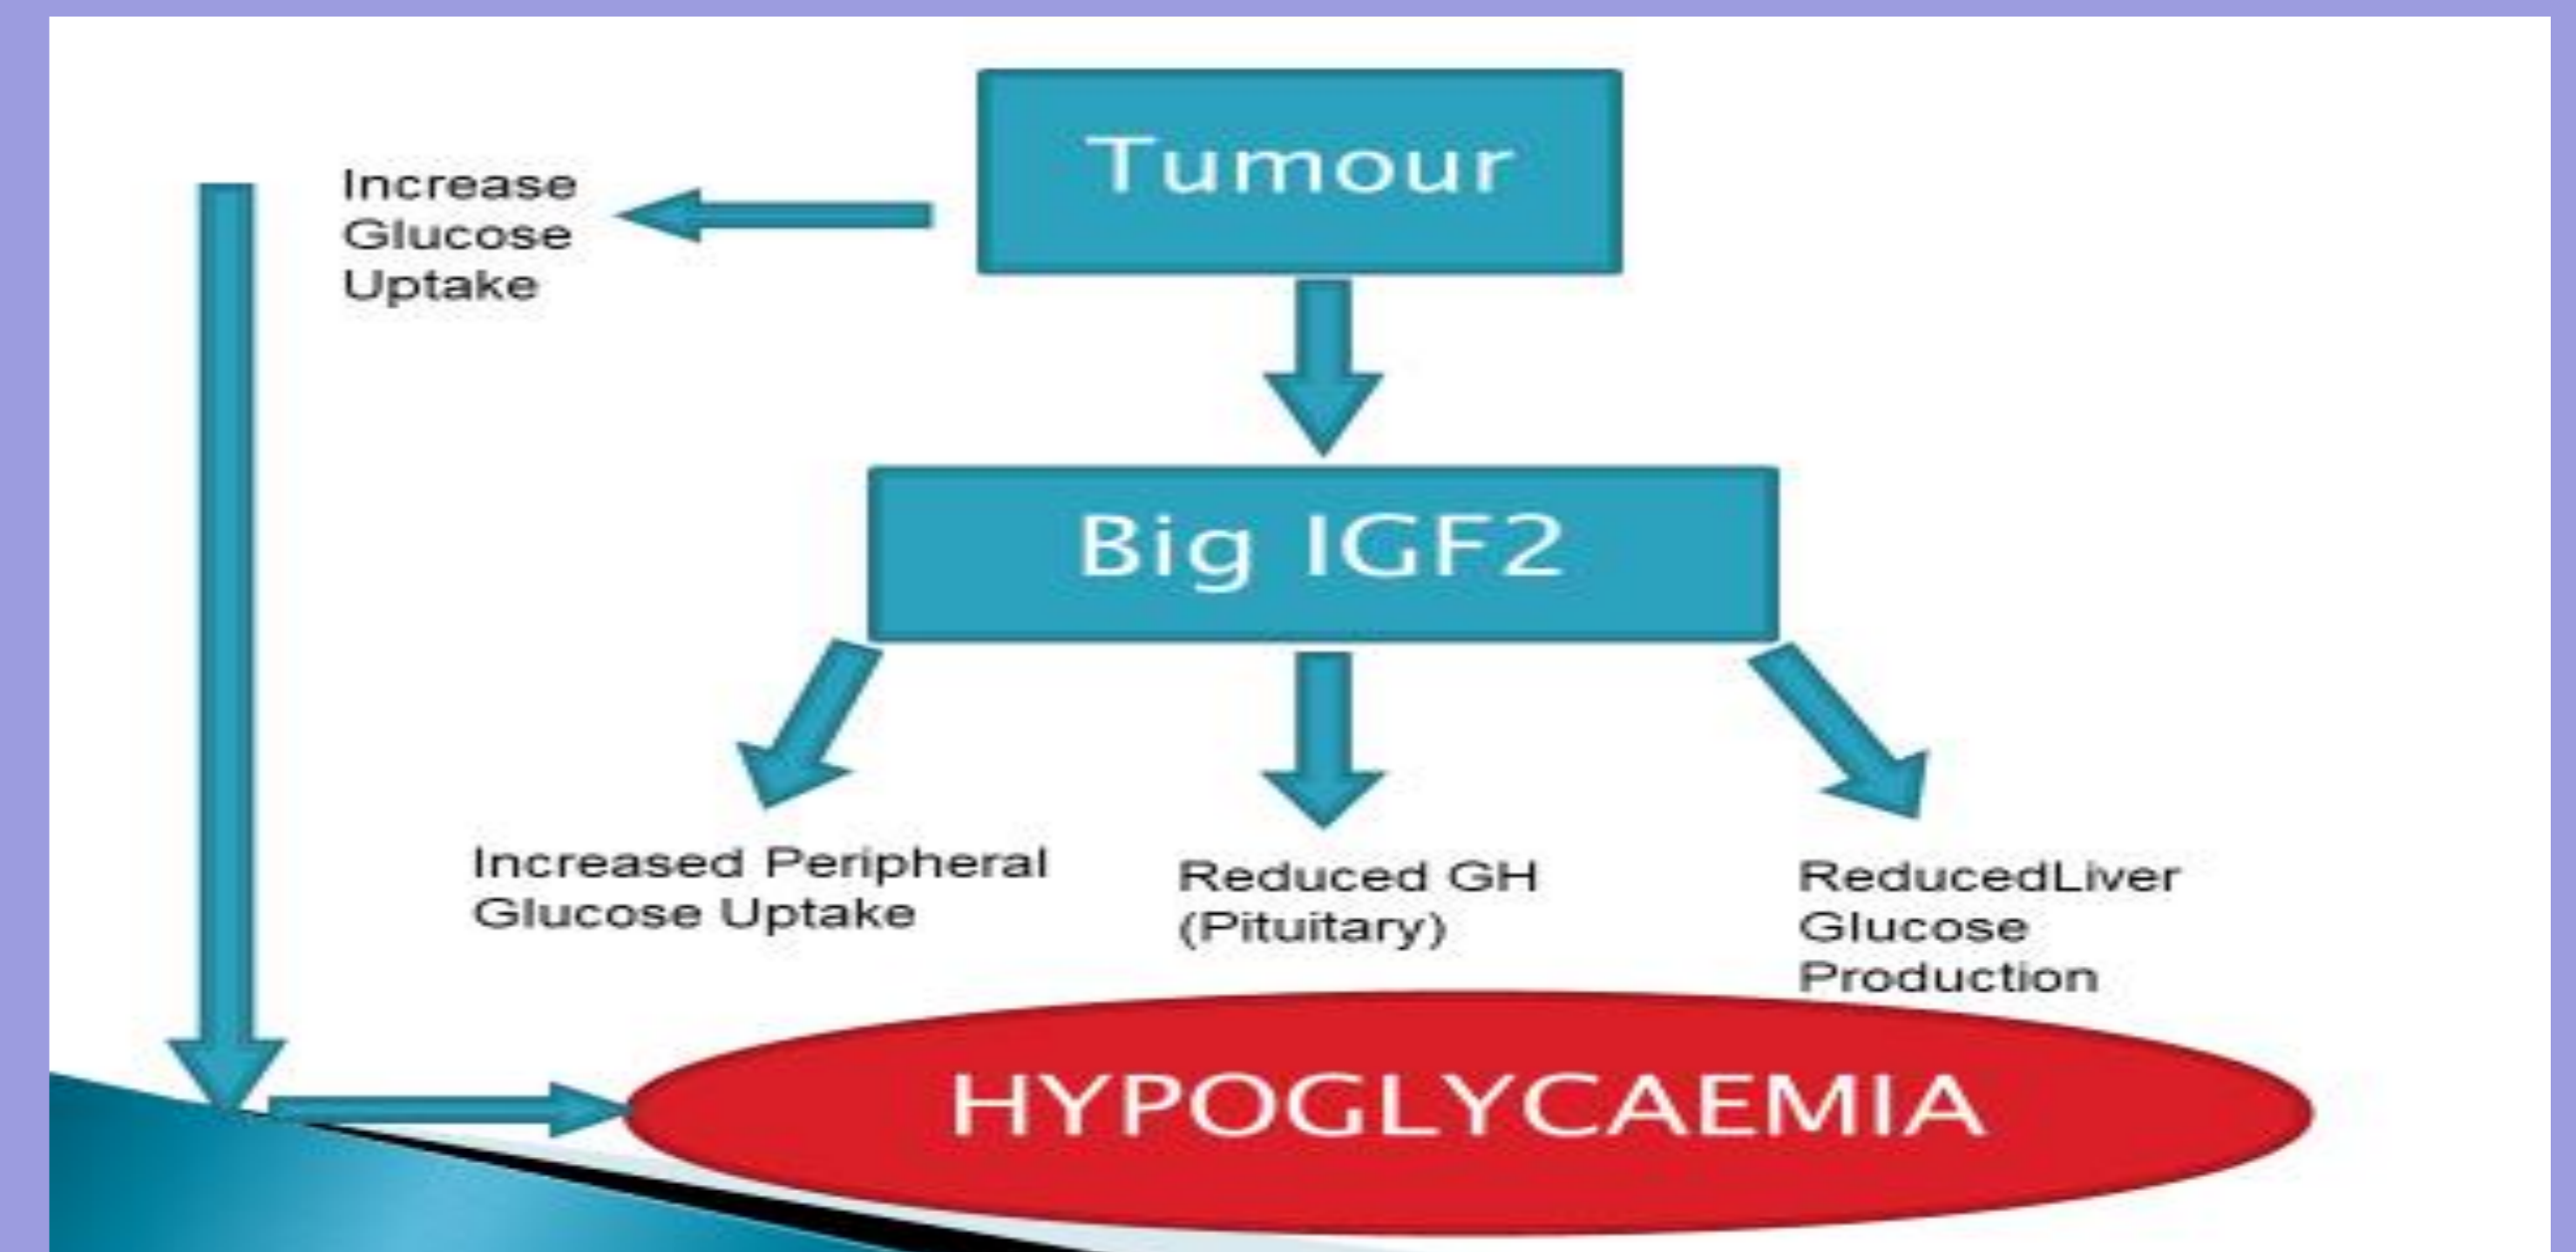 Tumour
Increase
Glucose
Uptake
Big IGF2
Increased Peripheral
Glucose Uptake
Reduced GH
(Pituitary)
ReducedLiver
Glucose
Production
HYPOGLYCAEMIA